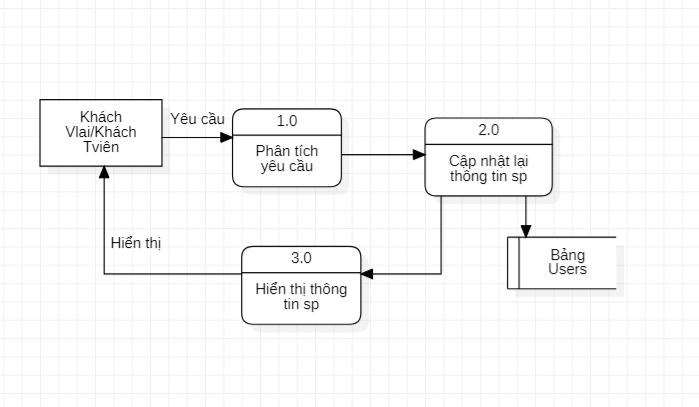 Khách
Vlai/Khách
Tviên
Yêu cầu
1.0
Phân tích
yêu cầu
2.0
Cập nhật lại
thông tin sp
Bảng
Users
Hiển thị
3.0
Hiển thị thông
tin sp